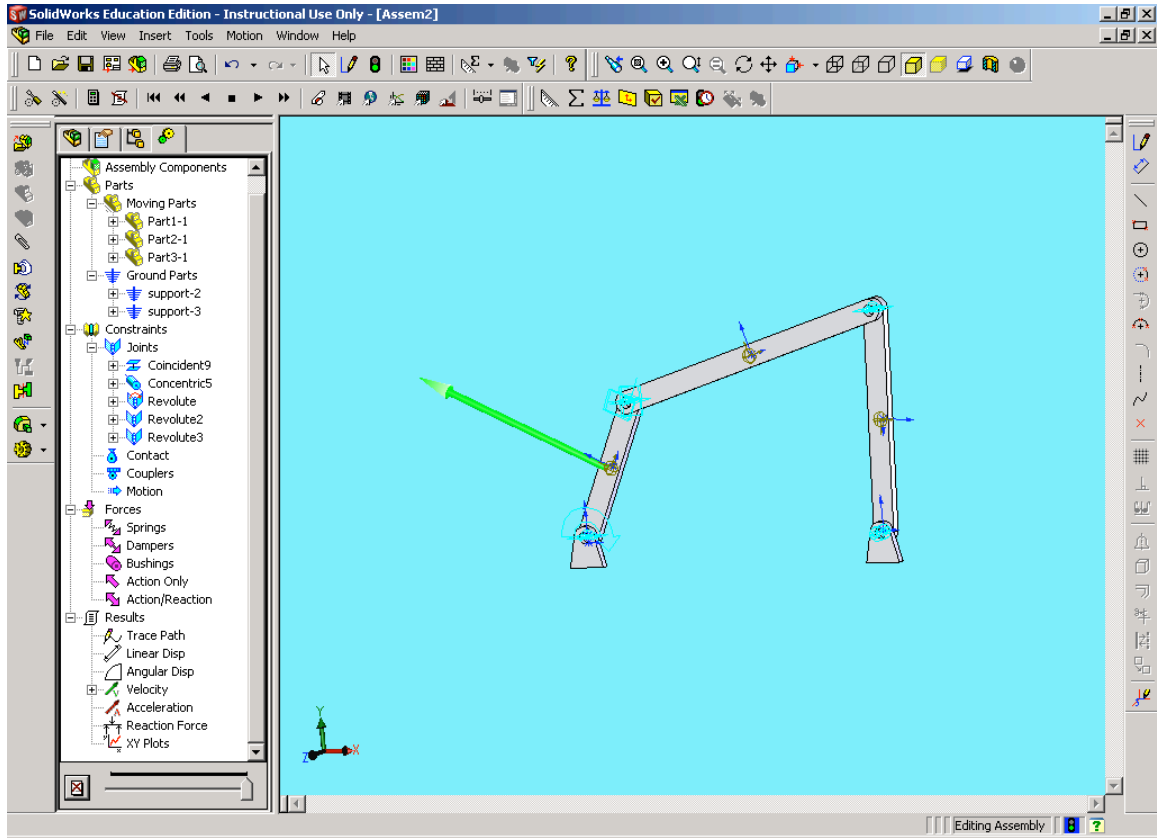 SolidWorks Education Edition - Instructional Use Only - [Assem2]
File Edit View Insert Tools Motion Window Help
Assembly Components
Parts
Moving Parts
Part1-1
Part2-1
Part3-1
Ground Parts
support-2
support-3
Constraints
Joints
Coincident9
Concentric5
Revolute
Revolute2
Revolute3
Contact
Couplers
Motion
Forces
Springs
Dampers
Bushings
Action Only
Action/Reaction
Results
Trace Path
Linear Disp
Angular Disp
Velocity
Acceleration
Reaction Force
XY Plots
Y
Z
X
Editing Assembly